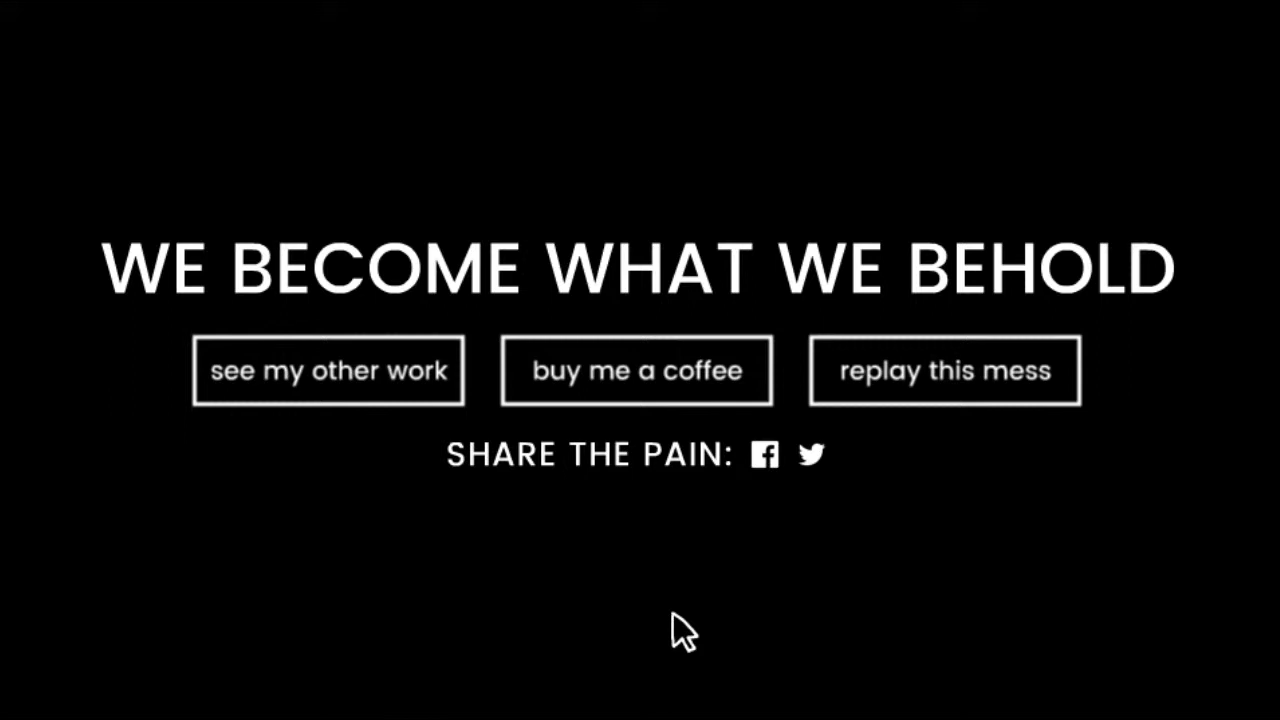 WE BECOME WHAT WE BEHOLD
see my other work buy me a coffee replay this mess
SHARE THE PAIN: